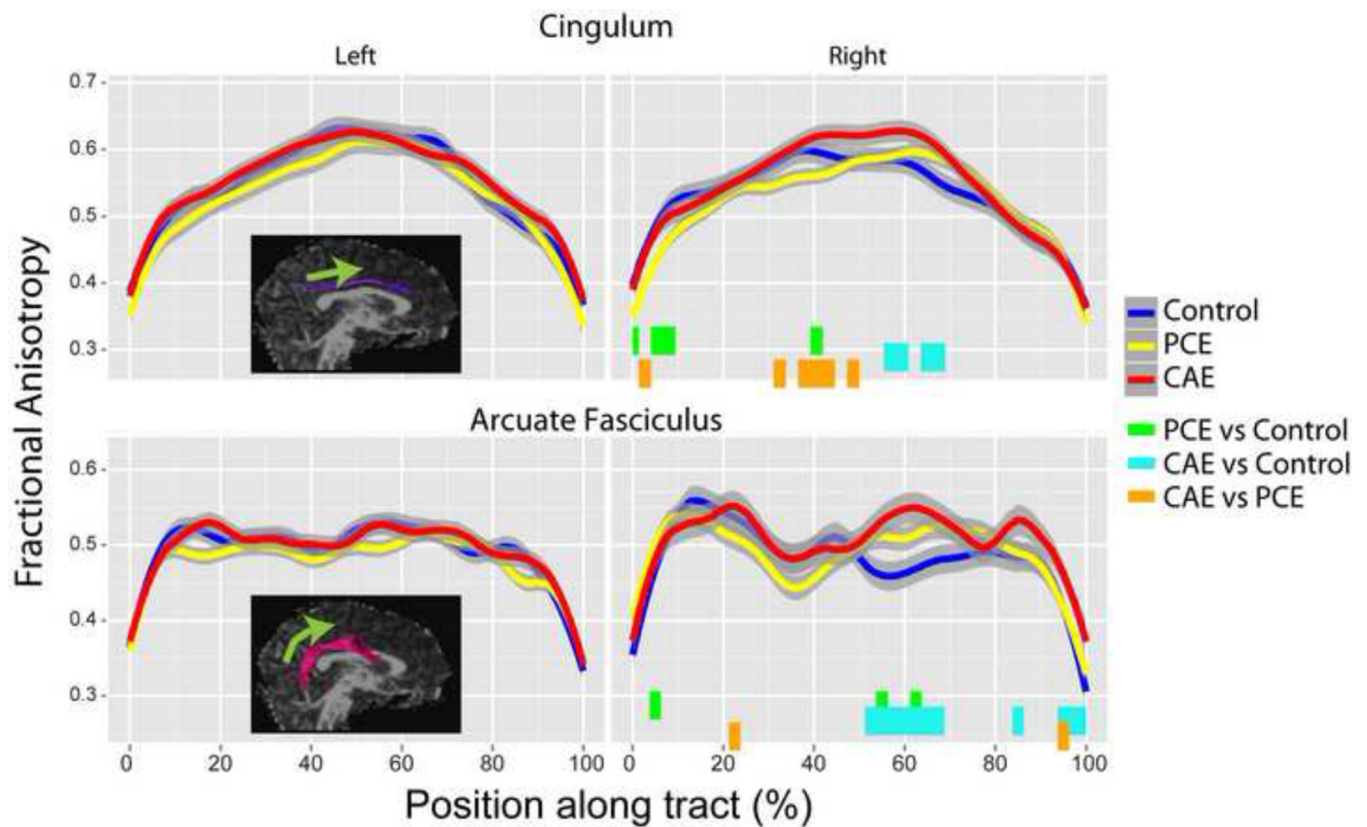 Cingulum
Left
Right
0.7
0.6
0.5
0.4
0.3
Fractional Anisotropy
Arcuate Fasciculus
0.6
0.5
0.4
0.3
0 20 40 60 80 100
0 20 40 60 80 100
Position along tract (%)
Control
PCE
CAE
PCE vs Control
CAE vs Control
CAE vs PCE